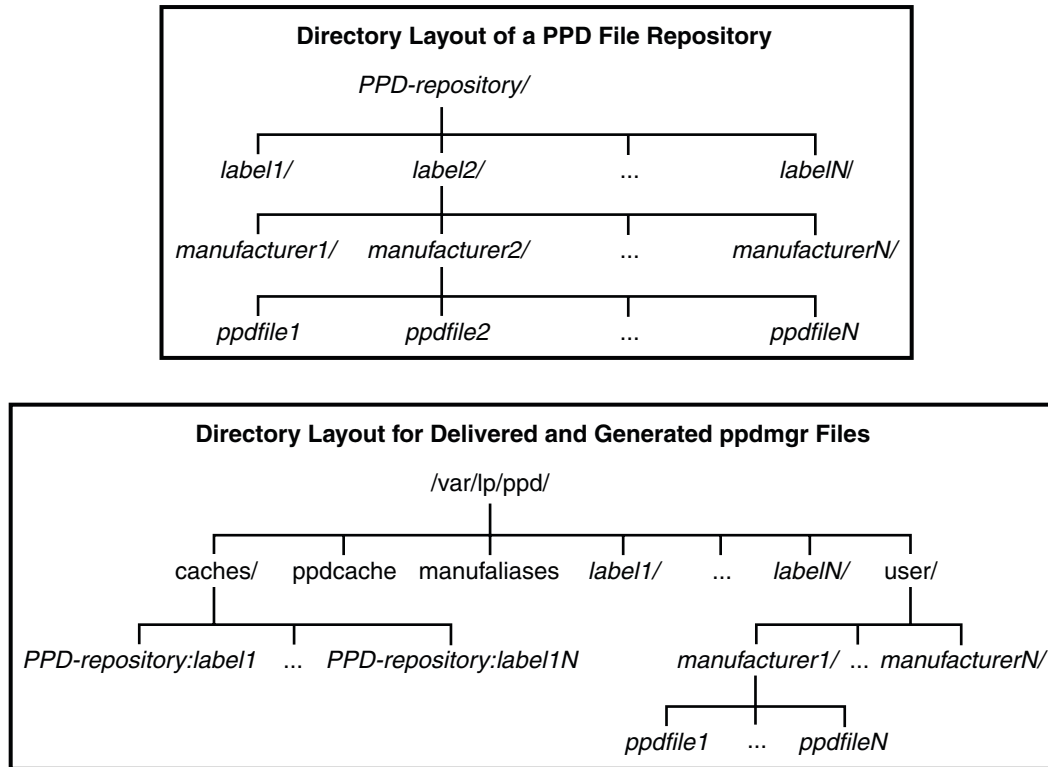 Directory Layout of a PPD File Repository
PPD-repository/
label1/ label2/ ... labelN/
manufacturer1/ manufacturer2/ ... manufacturerN/
ppdfile1 ppdfile2 ... ppdfileN
Directory Layout for Delivered and Generated ppdmgr Files
/var/lp/ppd/
caches/ ppdcache manufaliases label1/ ... labelN/ user/
PPD-repository:label1 ... PPD-repository:label1N manufacturer1/ ... manufacturerN/
ppdfile1 ... ppdfileN